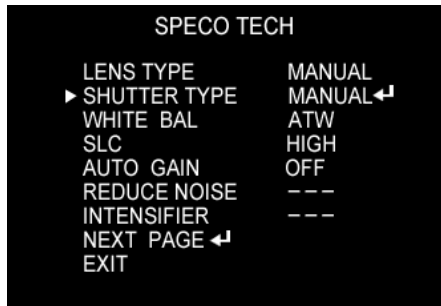 SPECO TECH
LENS TYPE MANUAL
▶ SHUTTER TYPE MANUAL↵
WHITE BAL ATW
SLC HIGH
AUTO GAIN OFF
REDUCE NOISE – – –
INTENSIFIER – – –
NEXT PAGE ↵
EXIT